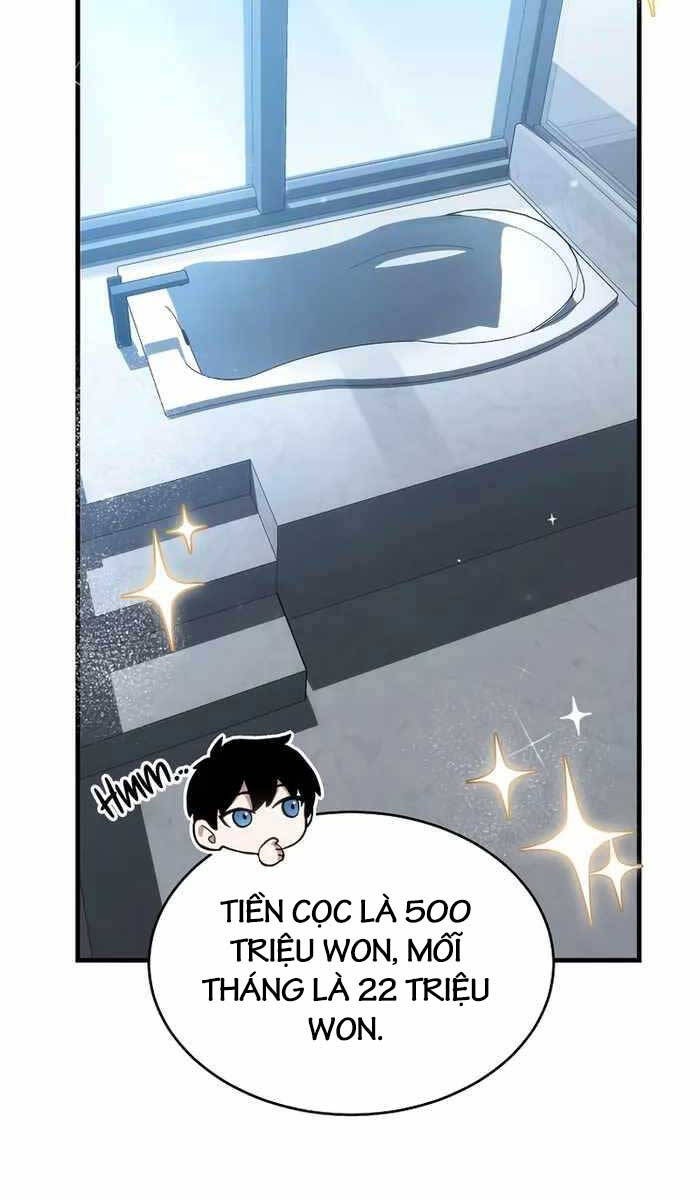 HMM...
TIỀN CỌC LÀ 500
TRIỆU WON, MỖI
THÁNG LÀ 22 TRIỆU
WON.